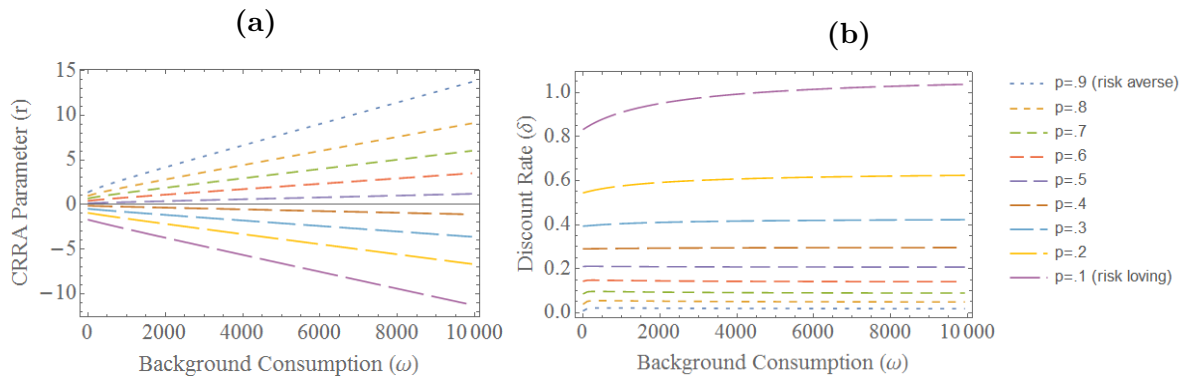 (a)
(b)
CRRA Parameter (r)
15
10
5
0
−5
−10
0
2000
4000
6000
8000
10 000
Background Consumption (ω)
Discount Rate (δ)
1.0
0.8
0.6
0.4
0.2
0.0
0
2000
4000
6000
8000
10 000
Background Consumption (ω)
p=.9 (risk averse)
p=.8
p=.7
p=.6
p=.5
p=.4
p=.3
p=.2
p=.1 (risk loving)